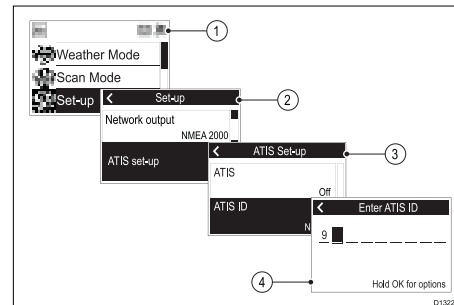 1
Weather Mode
Scan Mode
Set-up
Set-up
2
Network output
NMEA 2000
ATIS set-up
ATIS Set-up
3
ATIS
Off
ATIS ID
N
Enter ATIS ID
9
4
Hold OK for options
D1322